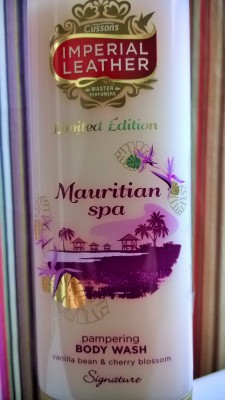 Cussons
IMPERIAL
LEATHER
MASTER
PERFUMERS
Limited Edition
Mauritian
spa
pampering
BODY WASH
vanilla bean & cherry blossom
Signature